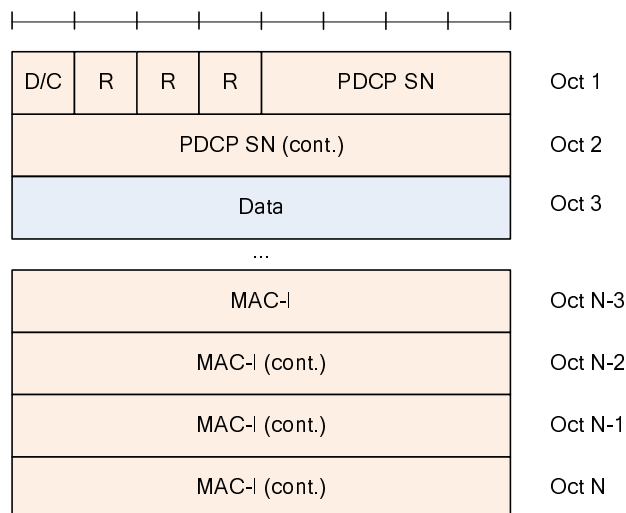 D/C R R R PDCP SN Oct 1
PDCP SN (cont.) Oct 2
Data Oct 3
...
MAC-I Oct N-3
MAC-I (cont.) Oct N-2
MAC-I (cont.) Oct N-1
MAC-I (cont.) Oct N